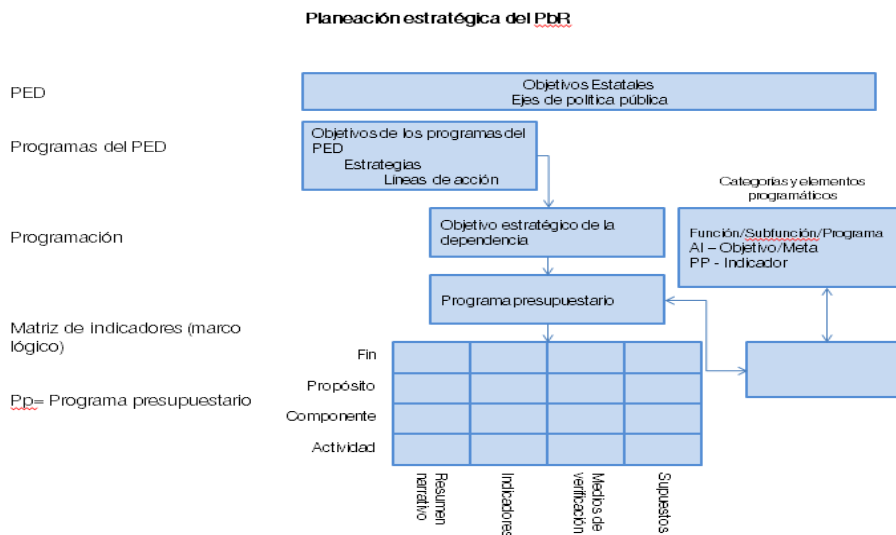 Planeación estratégica del PbR
PED
Objetivos Estatales
Ejes de política pública
Programas del PED
Objetivos de los programas del
PED
Estrategias
Líneas de acción
Categorías y elementos
programáticos
Programación
Objetivo estratégico de la
dependencia
Función/Subfunción/Programa
AI – Objetivo/Meta
PP - Indicador
Programa presupuestario
Matriz de indicadores (marco
lógico)
Fin
Propósito
Pp= Programa presupuestario
Componente
Actividad
Resumen
narrativo
Indicadores
Medios de
verificación
Supuestos